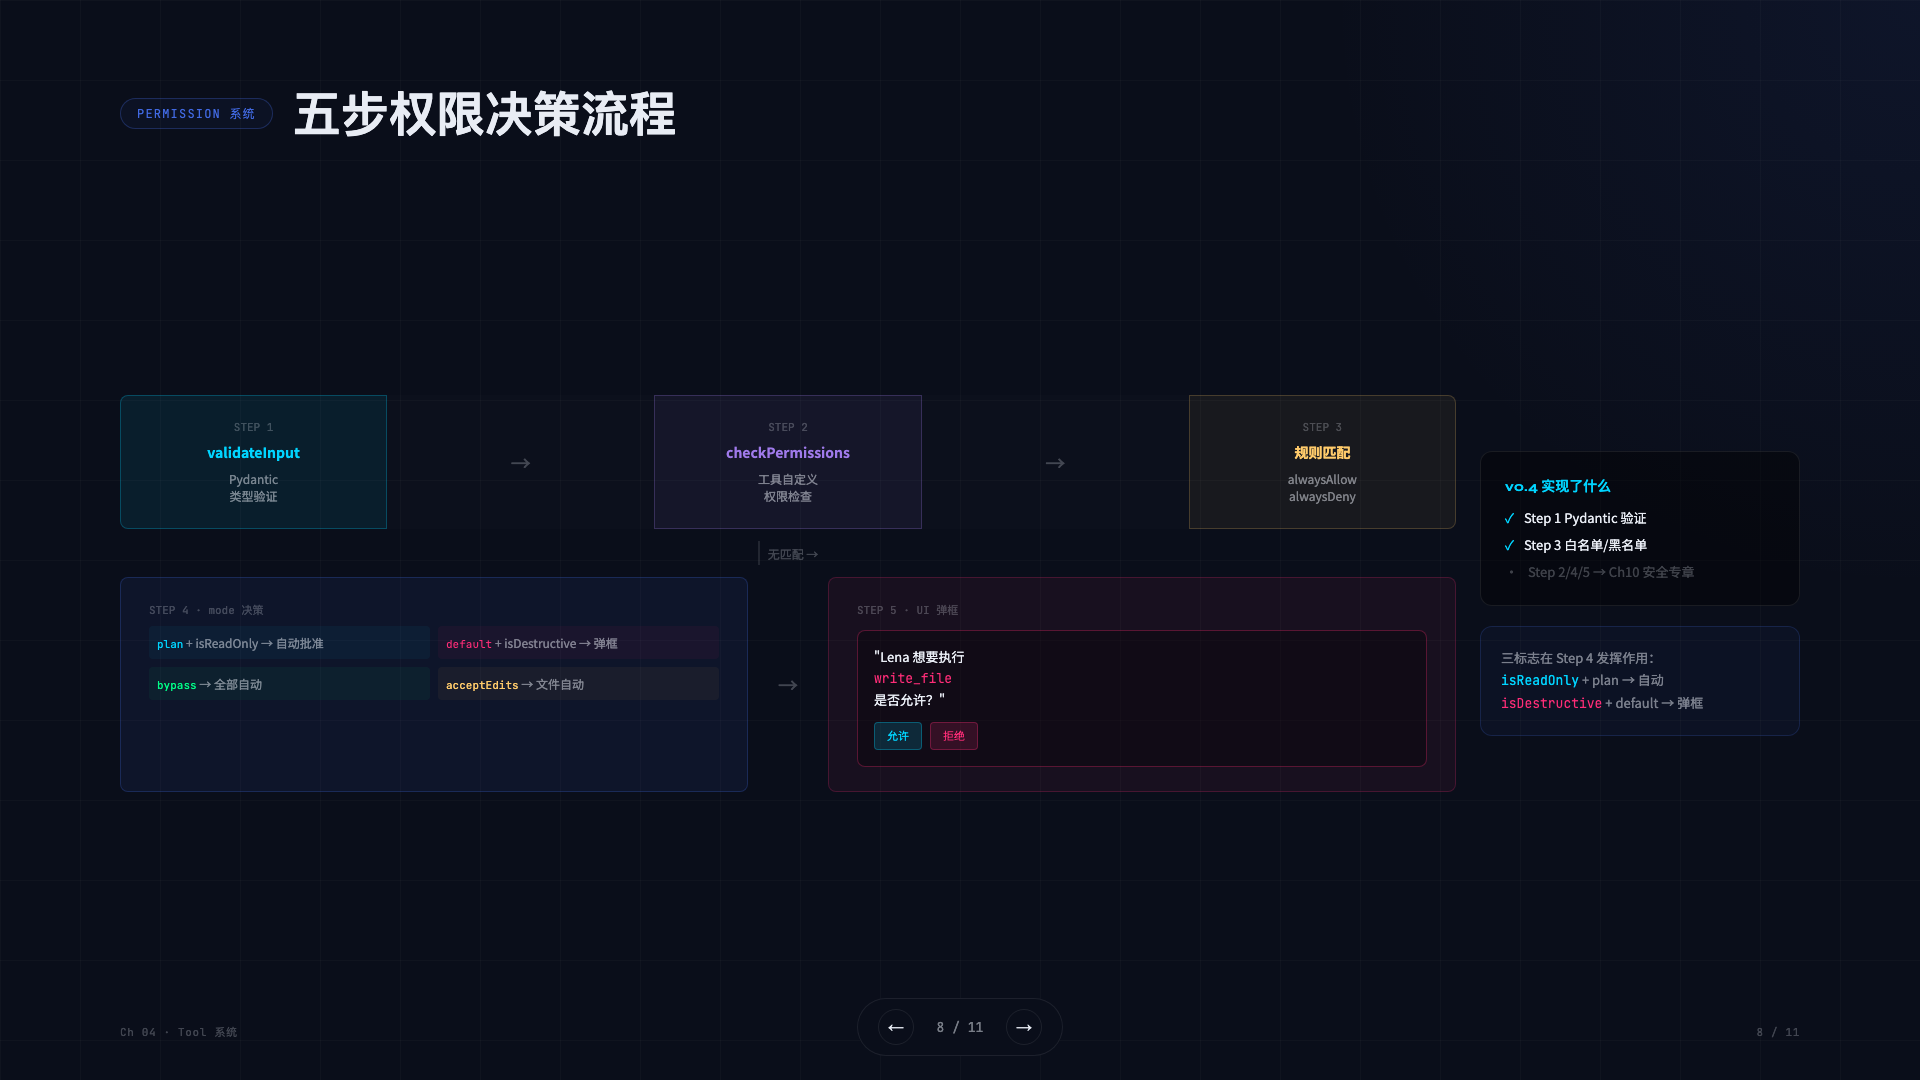 PERMISSION 系统
五步权限决策流程
STEP 1
validateInput
Pydantic
类型验证
→
STEP 2
checkPermissions
工具自定义
权限检查
→
STEP 3
规则匹配
alwaysAllow
alwaysDeny
无匹配 →
STEP 4 · mode 决策
plan + isReadOnly → 自动批准
default + isDestructive → 弹框
bypass → 全部自动
acceptEdits → 文件自动
→
STEP 5 · UI 弹框
"Lena 想要执行
write_file
是否允许？"
允许
拒绝
v0.4 实现了什么
✓ Step 1 Pydantic 验证
✓ Step 3 白名单/黑名单
· Step 2/4/5 → Ch10 安全专章
三标志在 Step 4 发挥作用：
isReadOnly + plan → 自动
isDestructive + default → 弹框
Ch 04 · Tool 系统
← 8 / 11 →
8 / 11